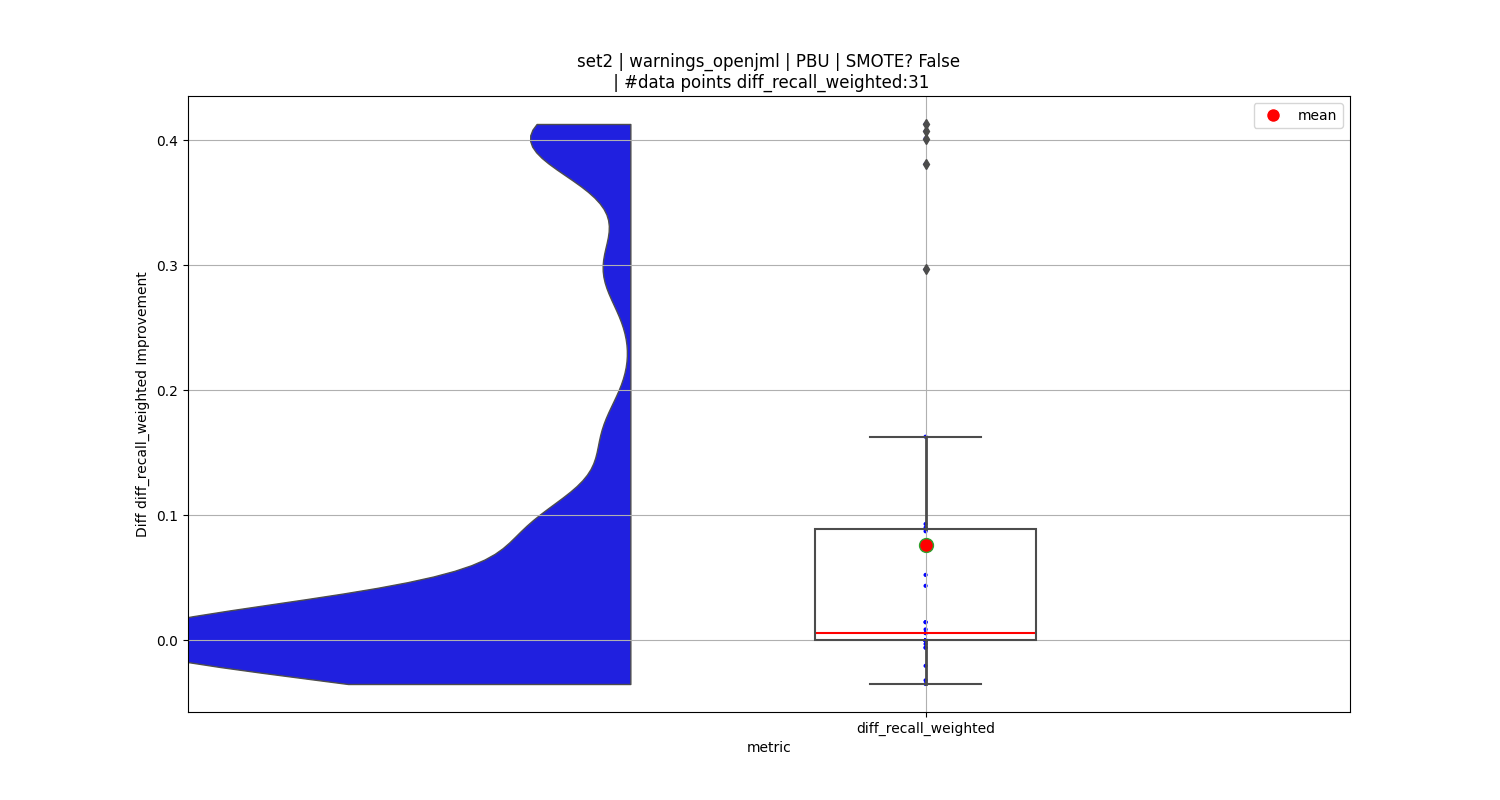 set2 | warnings_openjml | PBU | SMOTE? False
| #data points diff_recall_weighted:31
mean
0.4
0.3
0.2
0.1
0.0
Diff diff_recall_weighted Improvement
diff_recall_weighted
metric